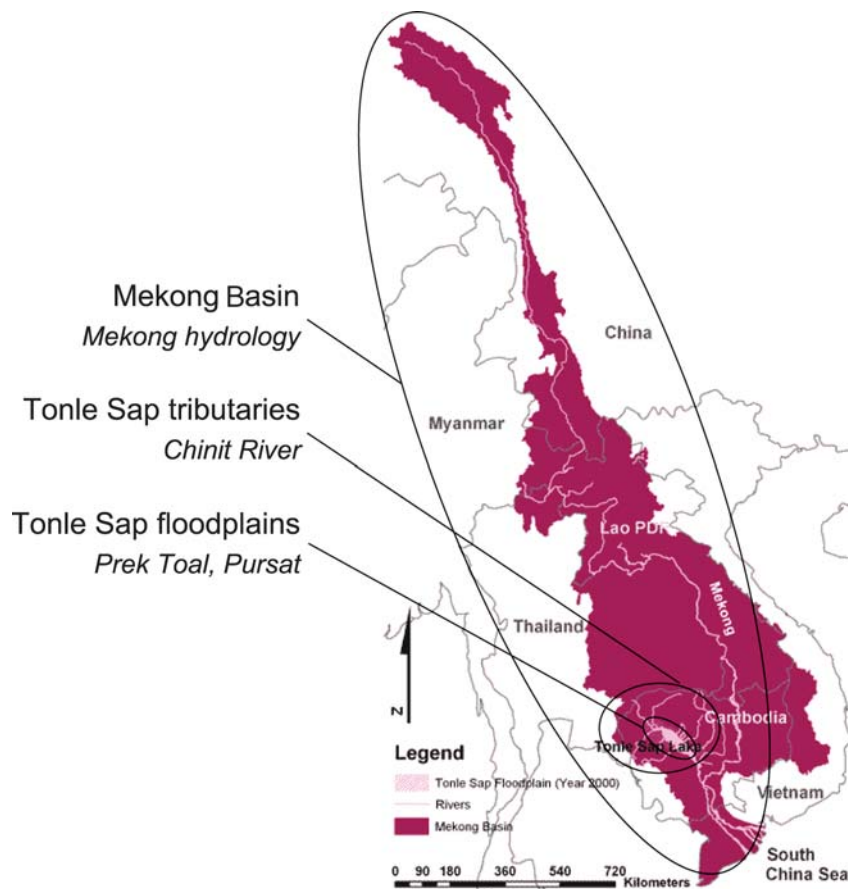 Mekong Basin
Mekong hydrology
Tonle Sap tributaries
Chinit River
Tonle Sap floodplains
Prek Toal, Pursat
China
Myanmar
Lao PDR
Mekong
Thailand
Cambodia
Tonle Sap Lake
Vietnam
South
China Sea
N
Legend
Tonle Sap Floodplain (Year 2000)
Rivers
Mekong Basin
0 90 180 360 540 720
Kilometers